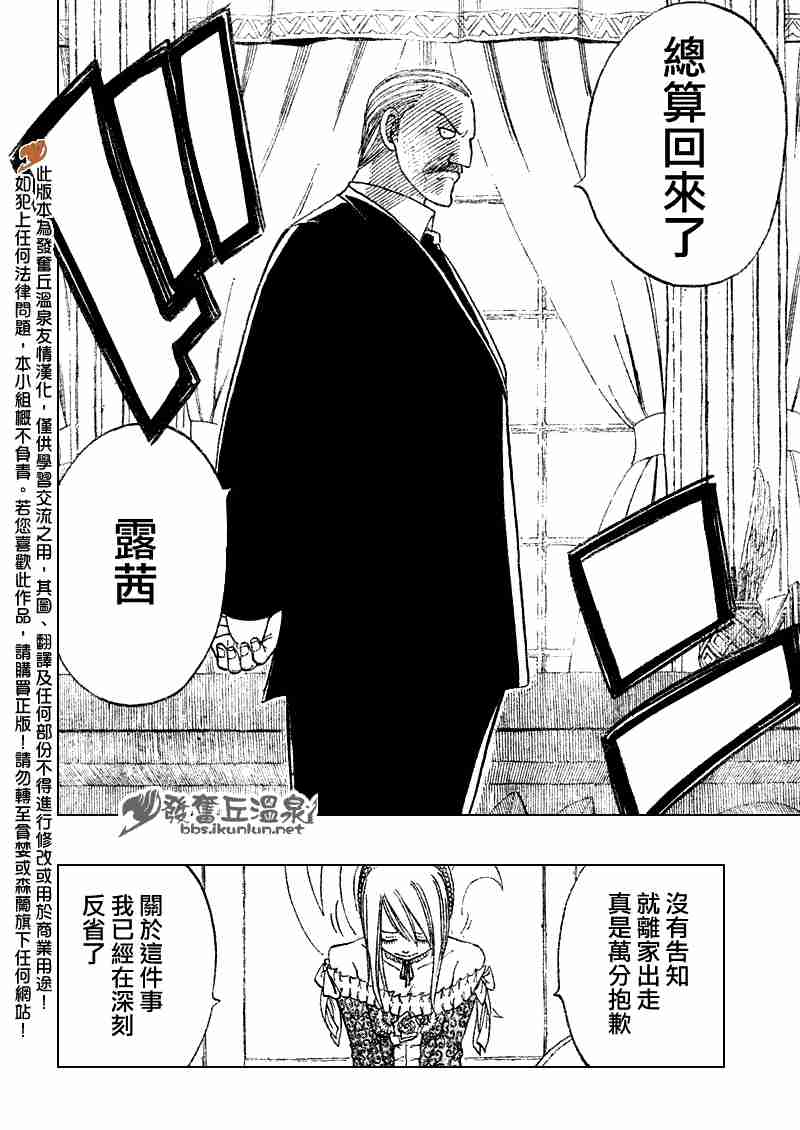 總算回來了
露茜
沒有告知
就離家出走
真是萬分抱歉
關於這件事
我已經在深刻
反省了
此版本為發奮丘溫泉友情漢化，僅供學習交流之用，其圖、翻譯及任何部份不得進行修改或用於商業用途！
如犯上任何法律問題，本小組概不負責。若您喜歡此作品，請購買正版！請勿轉至貪婪或森蘭旗下任何網站！
發奮丘溫泉
bbs.ikunlun.net